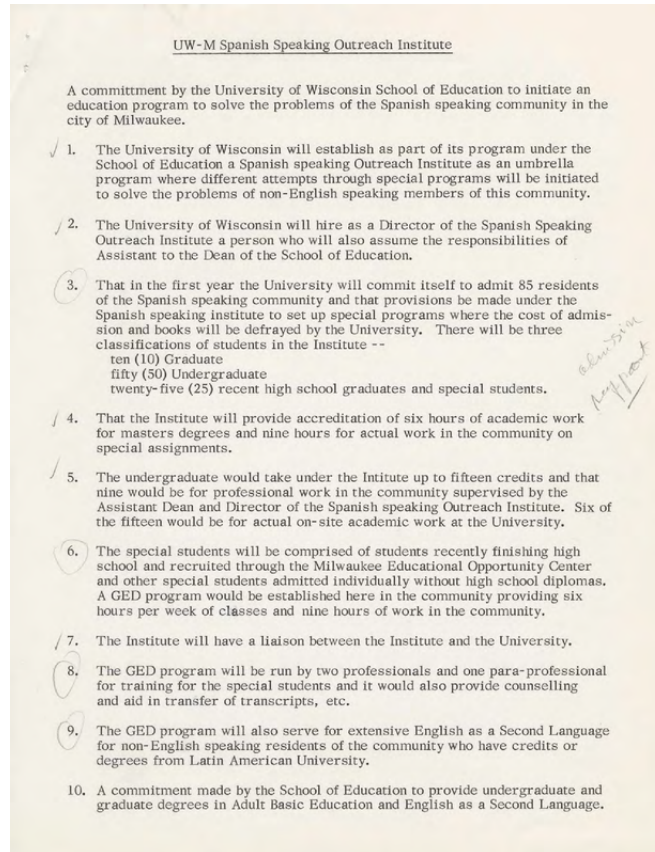 UW-M Spanish Speaking Outreach Institute
A committment by the University of Wisconsin School of Education to initiate an
education program to solve the problems of the Spanish speaking community in the
city of Milwaukee.
1. The University of Wisconsin will establish as part of its program under the
School of Education a Spanish speaking Outreach Institute as an umbrella
program where different attempts through special programs will be initiated
to solve the problems of non-English speaking members of this community.
2. The University of Wisconsin will hire as a Director of the Spanish Speaking
Outreach Institute a person who will also assume the responsibilities of
Assistant to the Dean of the School of Education.
3. That in the first year the University will commit itself to admit 85 residents
of the Spanish speaking community and that provisions be made under the
Spanish speaking institute to set up special programs where the cost of admis-
sion and books will be defrayed by the University. There will be three
classifications of students in the Institute --
ten (10) Graduate
fifty (50) Undergraduate
twenty-five (25) recent high school graduates and special students.
admission
4. That the Institute will provide accreditation of six hours of academic work
for masters degrees and nine hours for actual work in the community on
special assignments.
5. The undergraduate would take under the Intitute up to fifteen credits and that
nine would be for professional work in the community supervised by the
Assistant Dean and Director of the Spanish speaking Outreach Institute. Six of
the fifteen would be for actual on-site academic work at the University.
6. The special students will be comprised of students recently finishing high
school and recruited through the Milwaukee Educational Opportunity Center
and other special students admitted individually without high school diplomas.
A GED program would be established here in the community providing six
hours per week of classes and nine hours of work in the community.
7. The Institute will have a liaison between the Institute and the University.
8. The GED program will be run by two professionals and one para-professional
for training for the special students and it would also provide counselling
and aid in transfer of transcripts, etc.
9. The GED program will also serve for extensive English as a Second Language
for non-English speaking residents of the community who have credits or
degrees from Latin American University.
10. A commitment made by the School of Education to provide undergraduate and
graduate degrees in Adult Basic Education and English as a Second Language.